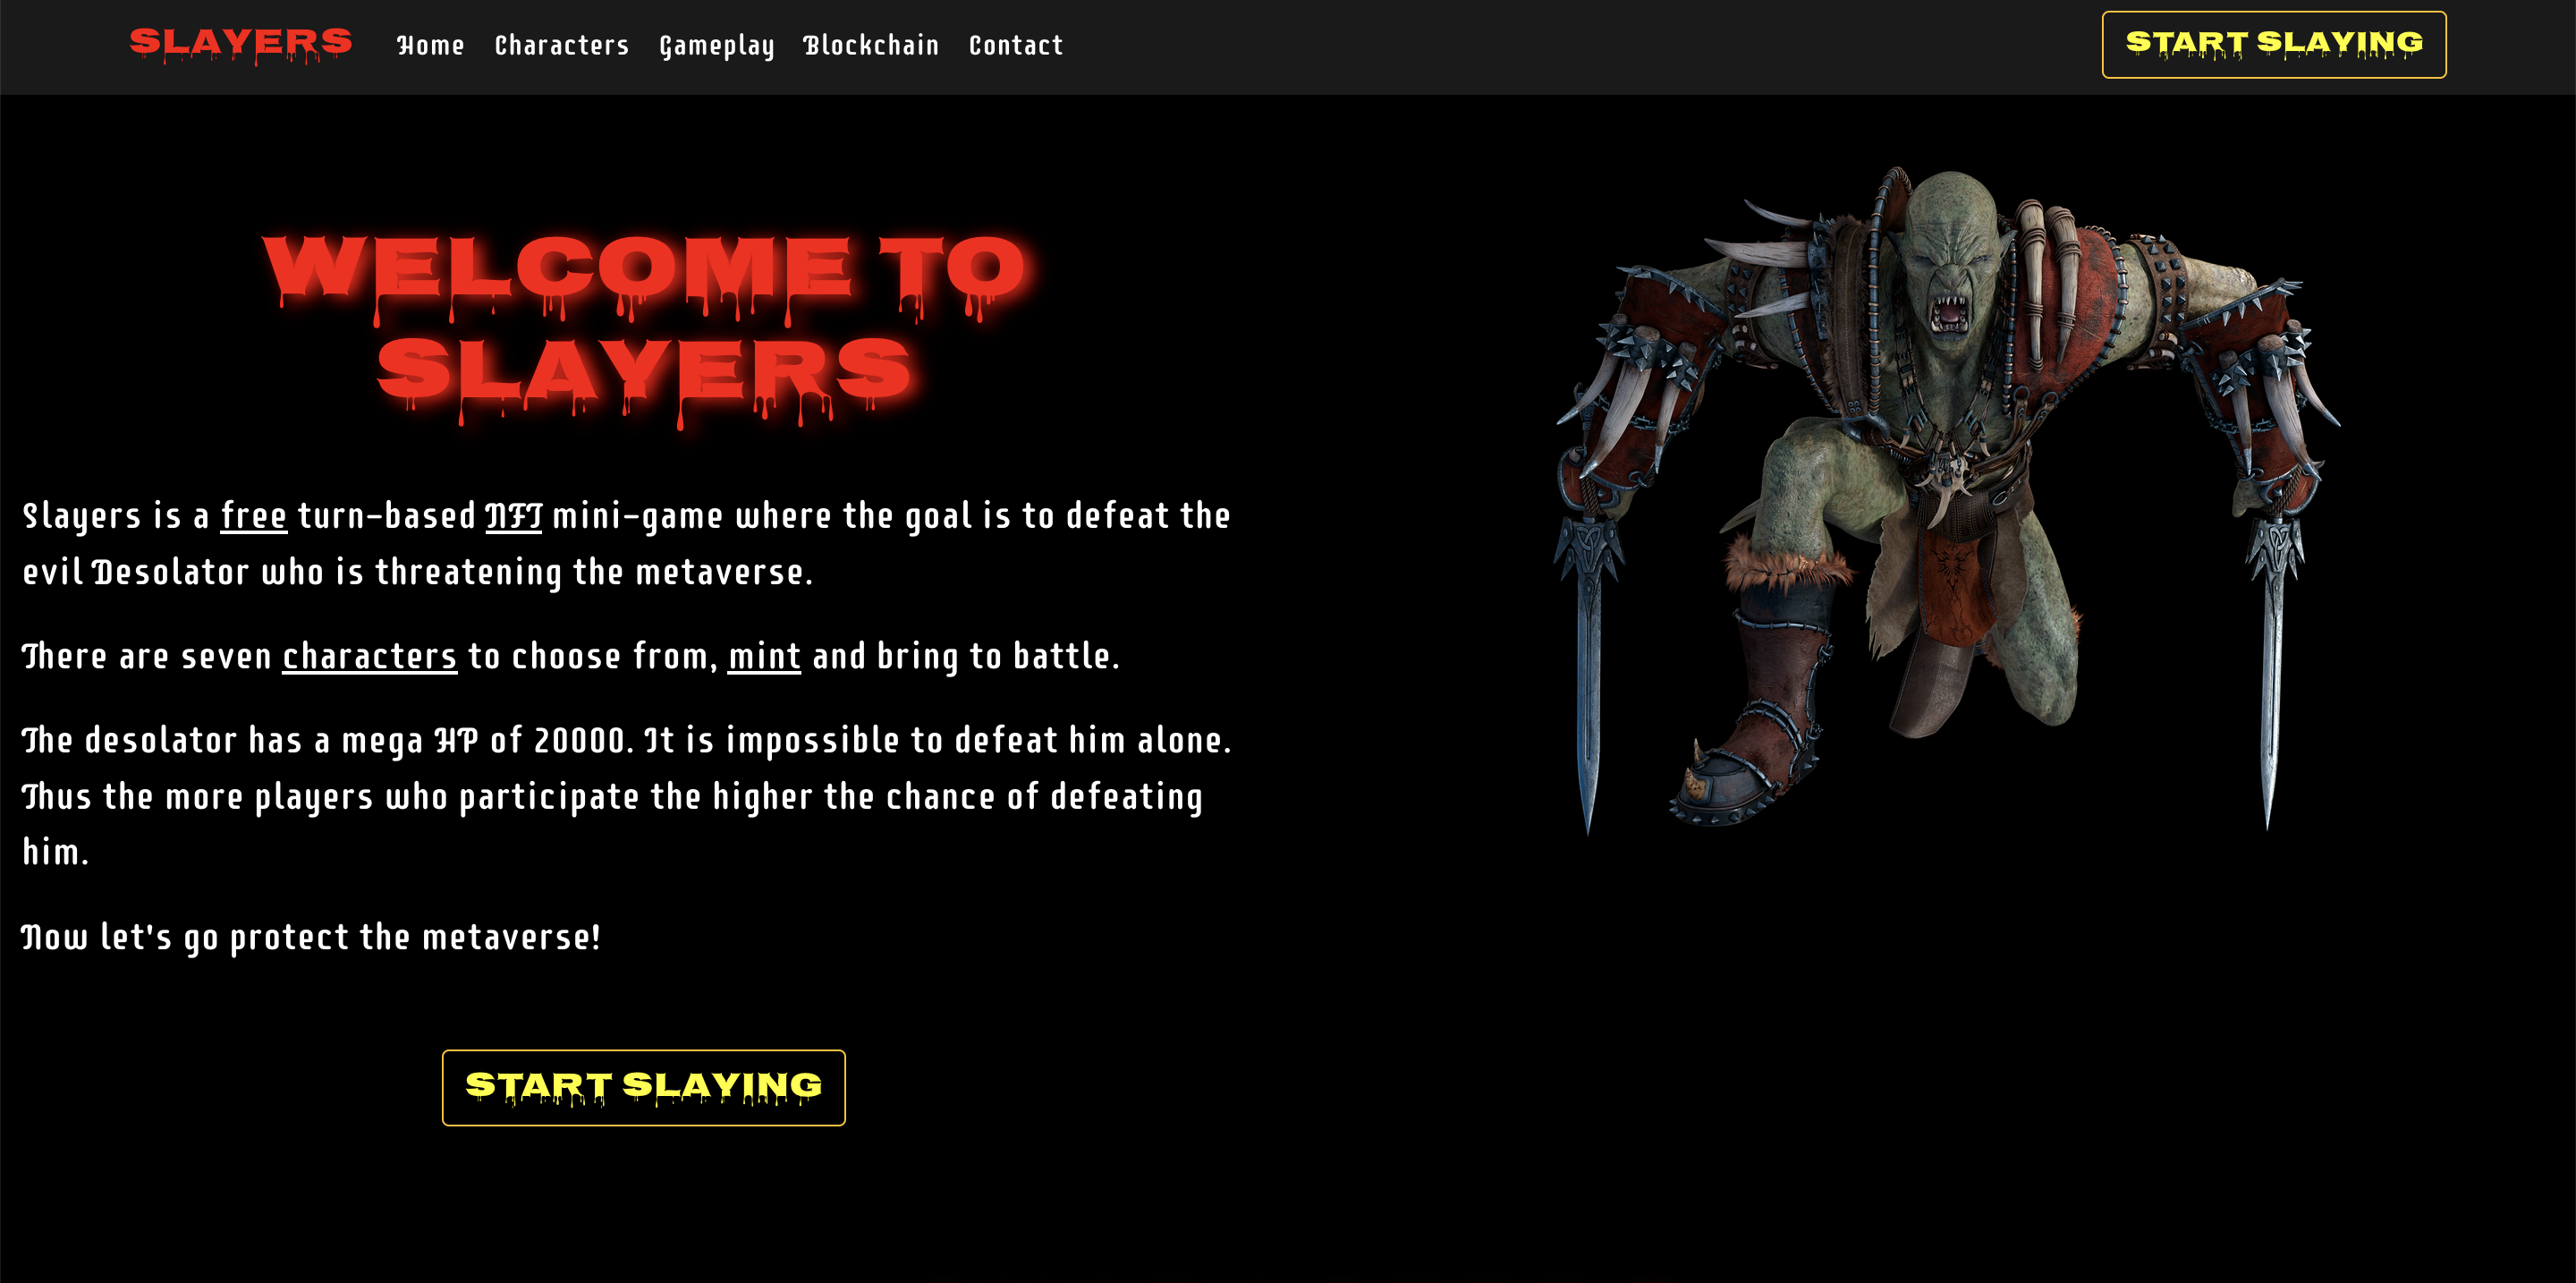 SLAYERS Home Characters Gameplay Blockchain Contact START SLAYING
WELCOME TO
SLAYERS
Slayers is a free turn-based NFT mini-game where the goal is to defeat the
evil Desolator who is threatening the metaverse.
There are seven characters to choose from, mint and bring to battle.
The desolator has a mega HP of 20000. It is impossible to defeat him alone.
Thus the more players who participate the higher the chance of defeating
him.
Now let's go protect the metaverse!
START SLAYING